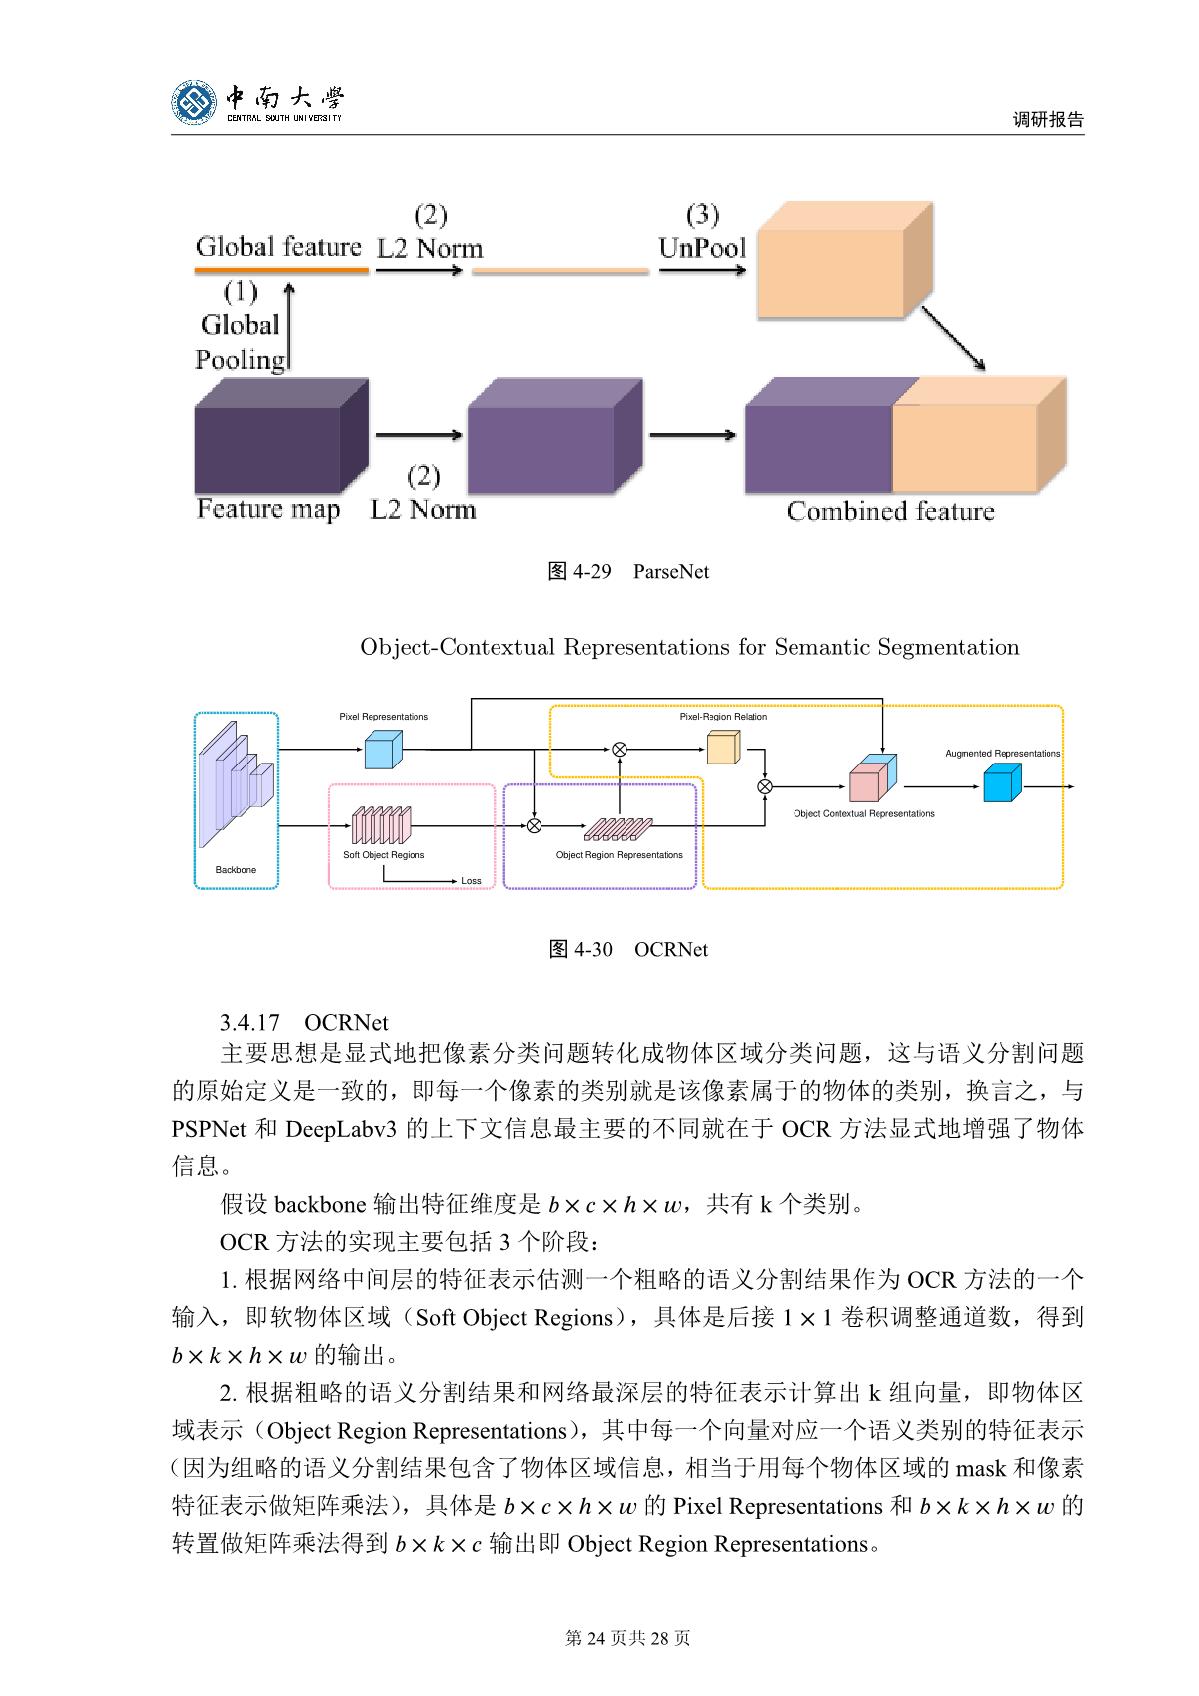 中南大學
CENTRAL SOUTH UNIVERSITY
调研报告
(2)
(3)
Global feature
L2 Norm
UnPool
(1)
Global
Pooling
(2)
Feature map
L2 Norm
Combined feature
图 4-29 ParseNet
Object-Contextual Representations for Semantic Segmentation
Pixel Representations
Pixel-Region Relation
Augmented Representations
Object Contextual Representations
Soft Object Regions
Object Region Representations
Backbone
Loss
图 4-30 OCRNet
3.4.17 OCRNet
主要思想是显式地把像素分类问题转化成物体区域分类问题，这与语义分割问题
的原始定义是一致的，即每一个像素的类别就是该像素属于的物体的类别，换言之，与
PSPNet 和 DeepLabv3 的上下文信息最主要的不同就在于 OCR 方法显式地增强了物体
信息。
假设 backbone 输出特征维度是 b × c × h × w，共有 k 个类别。
OCR 方法的实现主要包括 3 个阶段：
1. 根据网络中间层的特征表示估测一个粗略的语义分割结果作为 OCR 方法的一个
输入，即软物体区域（Soft Object Regions），具体是后接 1 × 1 卷积调整通道数，得到
b × k × h × w 的输出。
2. 根据粗略的语义分割结果和网络最深层的特征表示计算出 k 组向量，即物体区
域表示（Object Region Representations），其中每一个向量对应一个语义类别的特征表示
（因为组略的语义分割结果包含了物体区域信息，相当于用每个物体区域的 mask 和像素
特征表示做矩阵乘法），具体是 b × c × h × w 的 Pixel Representations 和 b × k × h × w 的
转置做矩阵乘法得到 b × k × c 输出即 Object Region Representations。
第 24 页共 28 页